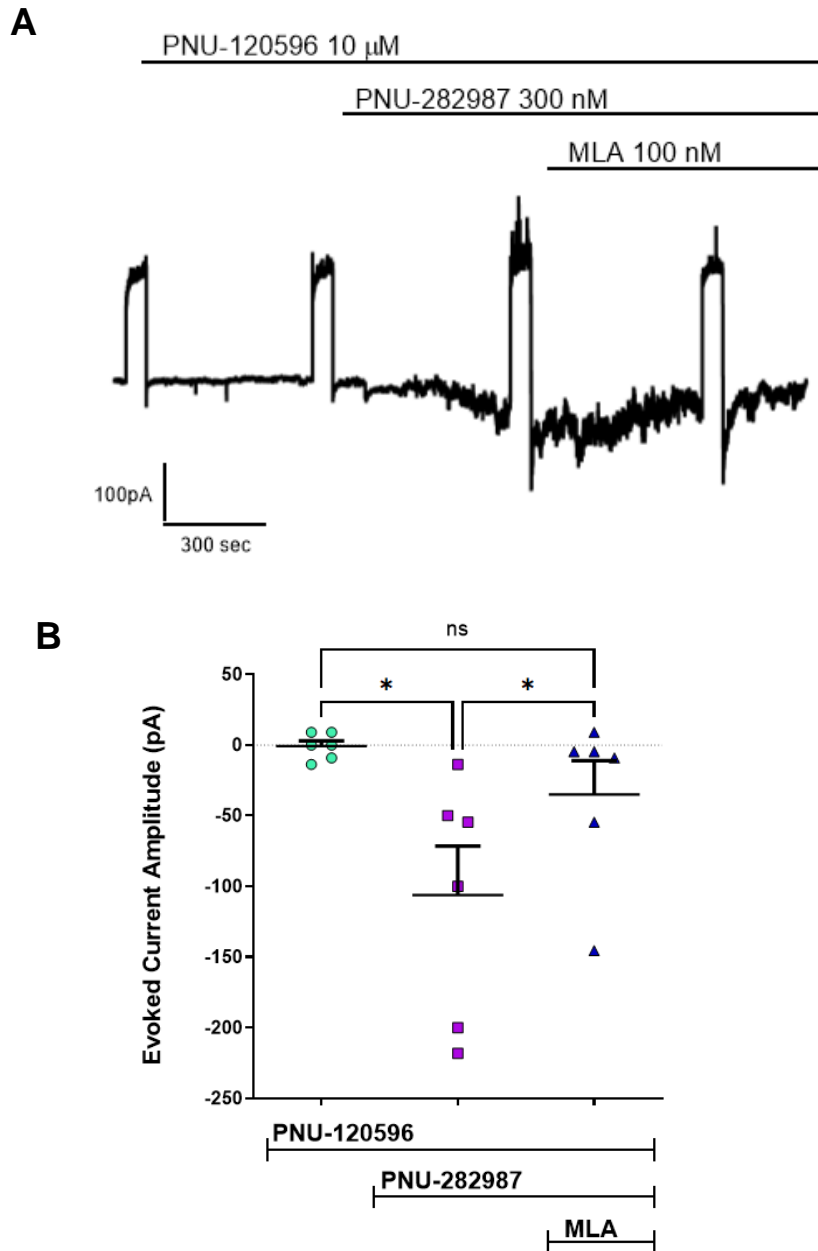 A
PNU-120596 10 μM
PNU-282987 300 nM
MLA 100 nM
100pA
300 sec
B
ns
* *
50
0
-50
-100
-150
-200
-250
Evoked Current Amplitude (pA)
PNU-120596
PNU-282987
MLA